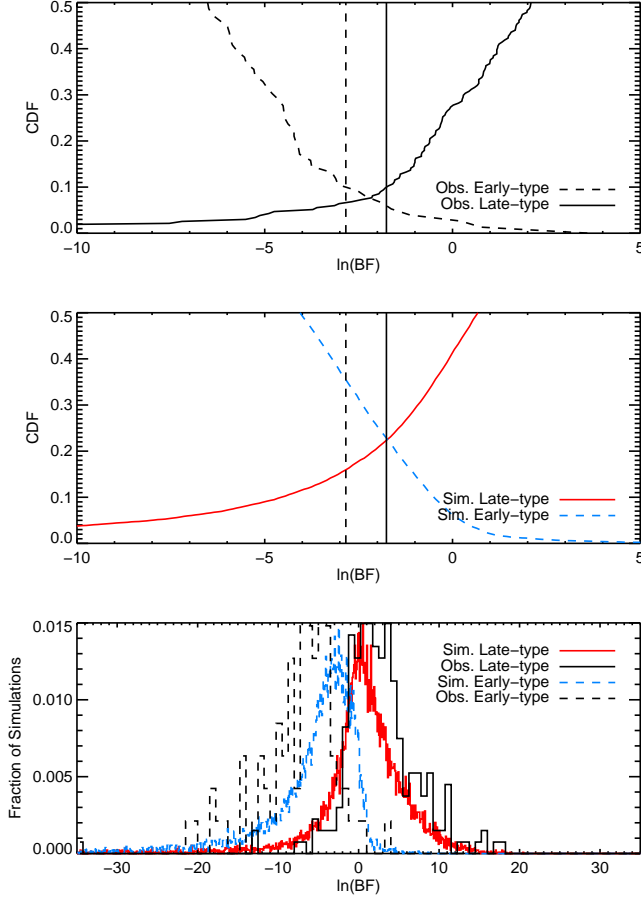 0.5
0.4
0.3
0.2
0.1
0.0
CDF
Obs. Early−type
Obs. Late−type
−10 −5 0 5
ln(BF)
0.5
0.4
0.3
0.2
0.1
0.0
CDF
Sim. Late−type
Sim. Early−type
−10 −5 0 5
ln(BF)
0.015
0.010
0.005
0.000
Fraction of Simulations
Sim. Late−type
Obs. Late−type
Sim. Early−type
Obs. Early−type
−30 −20 −10 0 10 20 30
ln(BF)